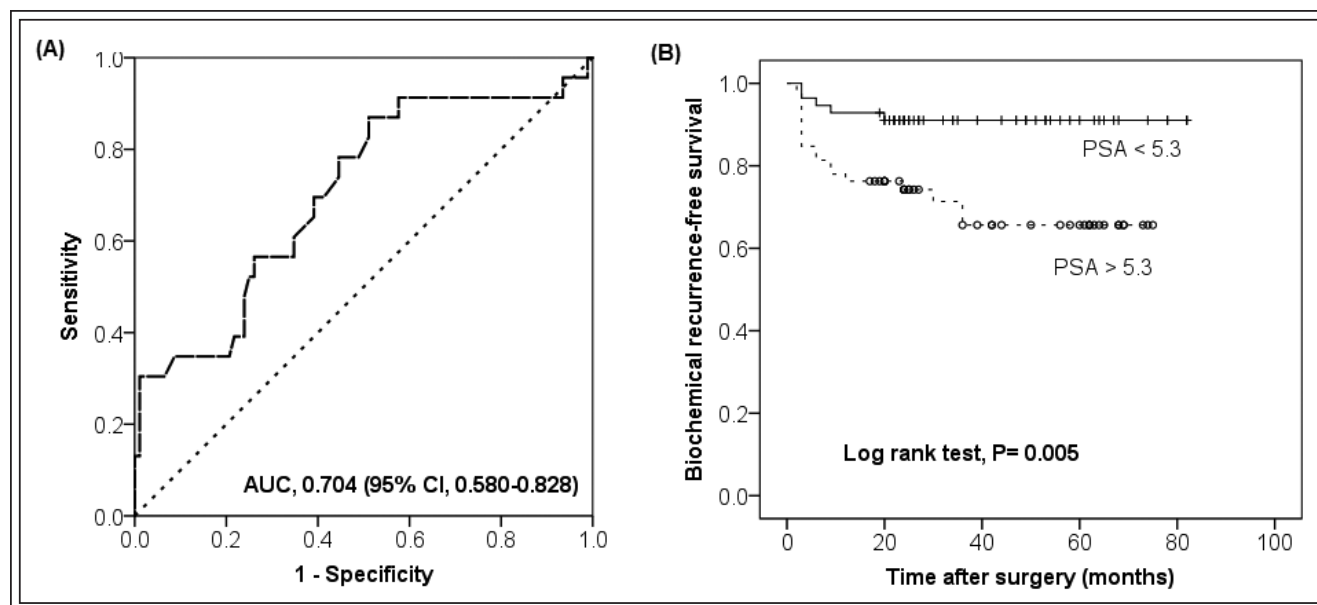 (A)
1.0
0.8
0.6
0.4
0.2
0.0
Sensitivity
AUC, 0.704 (95% CI, 0.580-0.828)
0.0 0.2 0.4 0.6 0.8 1.0
1 - Specificity
(B)
1.0
0.8
0.6
0.4
0.2
0.0
Biochemical recurrence-free survival
PSA < 5.3
PSA > 5.3
Log rank test, P= 0.005
0 20 40 60 80 100
Time after surgery (months)